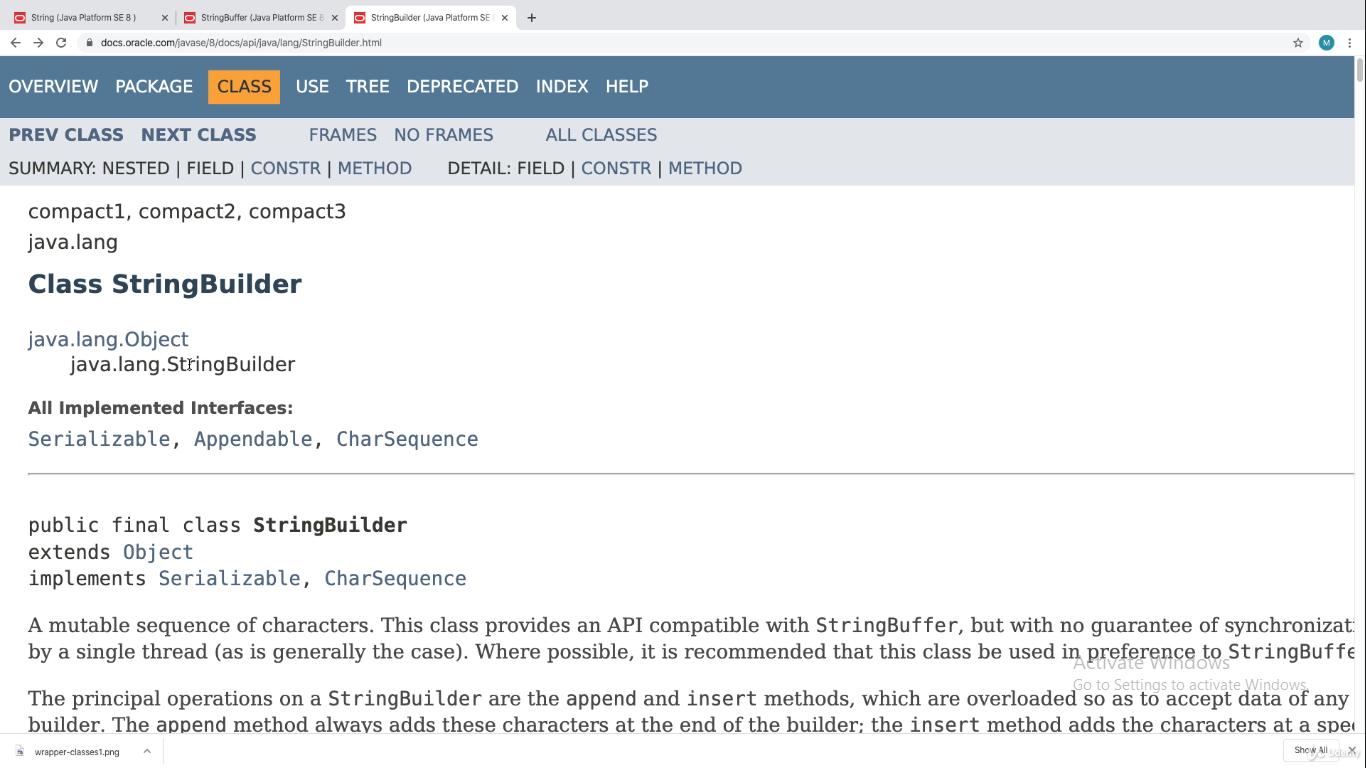 String (Java Platform SE 8 )
StringBuffer (Java Platform SE 8
StringBuilder (Java Platform SE
docs.oracle.com/javase/8/docs/api/java/lang/StringBuilder.html
M
OVERVIEW PACKAGE CLASS USE TREE DEPRECATED INDEX HELP
PREV CLASS NEXT CLASS FRAMES NO FRAMES ALL CLASSES
SUMMARY: NESTED | FIELD | CONSTR | METHOD DETAIL: FIELD | CONSTR | METHOD
compact1, compact2, compact3
java.lang
Class StringBuilder
java.lang.Object
java.lang.StringBuilder
All Implemented Interfaces:
Serializable, Appendable, CharSequence
public final class StringBuilder
extends Object
implements Serializable, CharSequence
A mutable sequence of characters. This class provides an API compatible with StringBuffer, but with no guarantee of synchronizati
by a single thread (as is generally the case). Where possible, it is recommended that this class be used in preference to StringBuffe
Activate Windows
Go to Settings to activate Windows.
The principal operations on a StringBuilder are the append and insert methods, which are overloaded so as to accept data of any
builder. The append method always adds these characters at the end of the builder; the insert method adds the characters at a spe
wrapper-classes1.png
Show All
Udemy